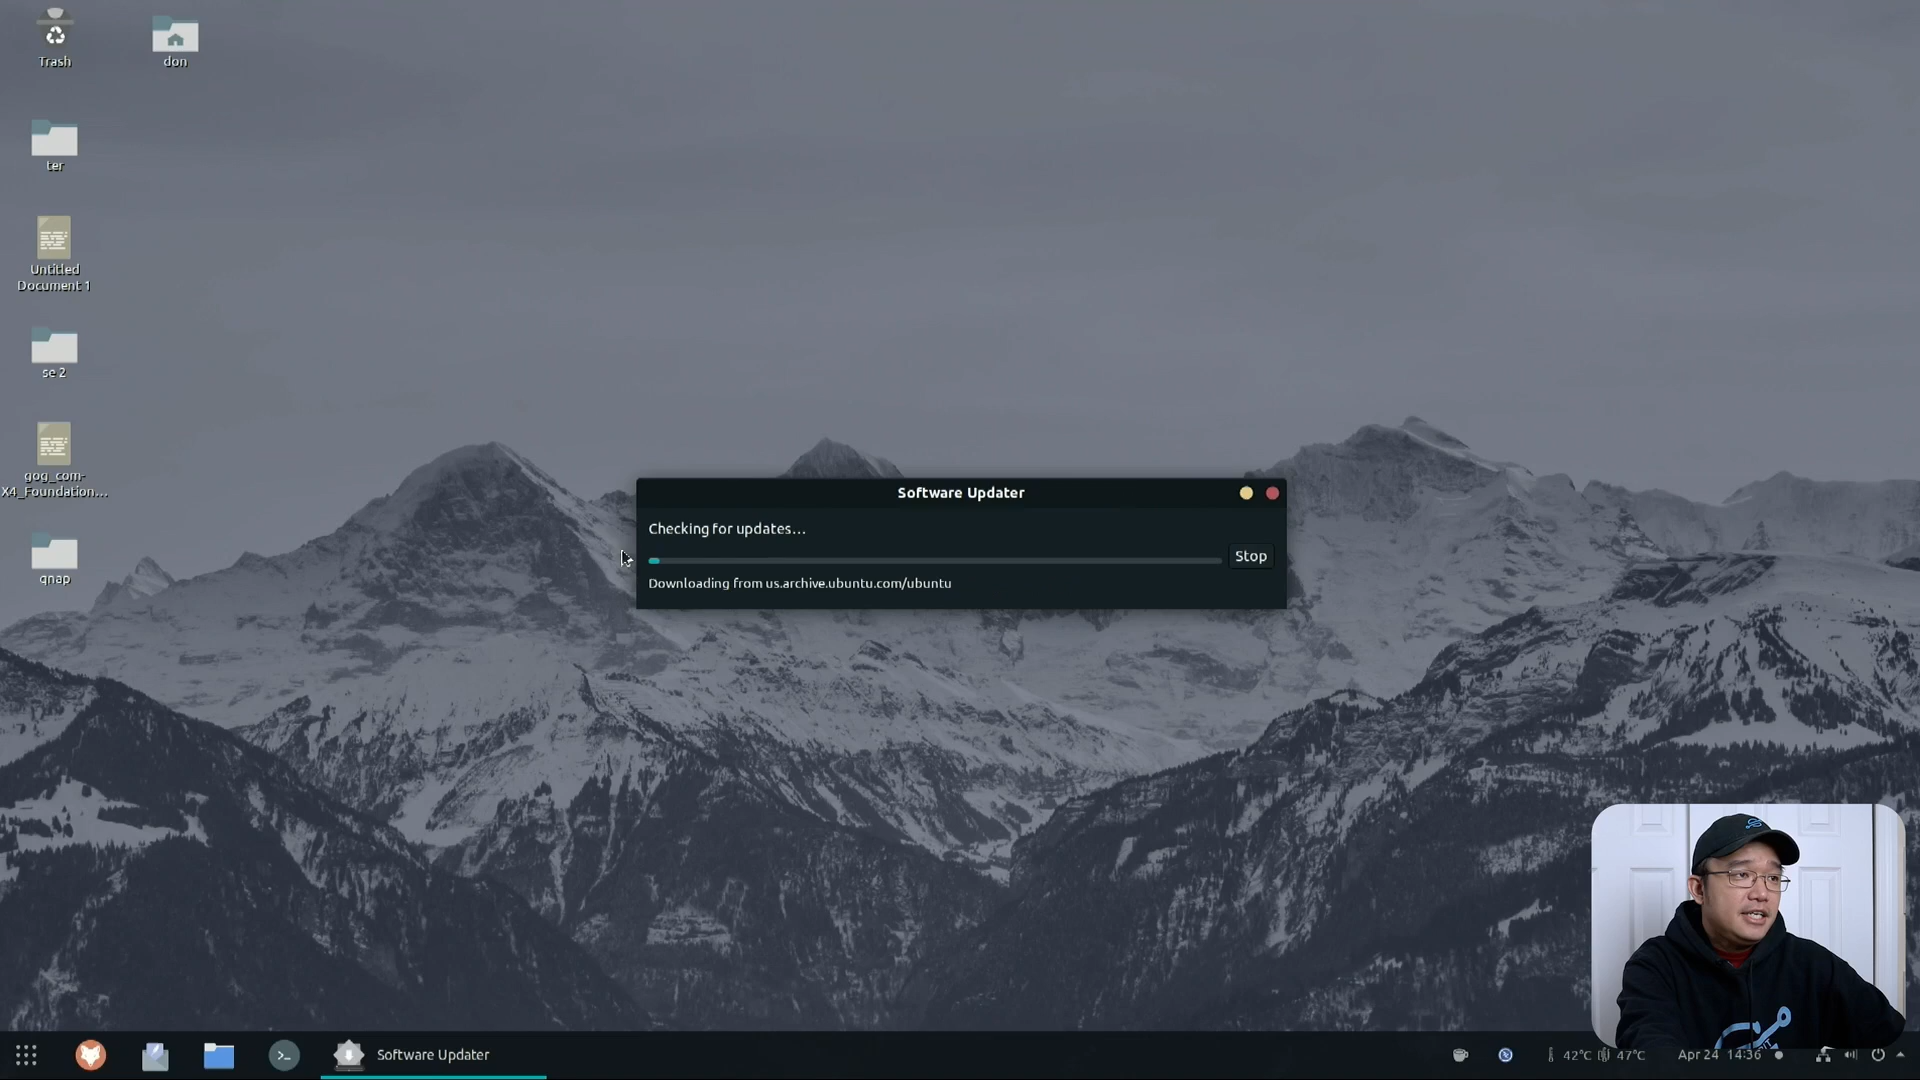 Trash
don
ter
Untitled
Document 1
se 2
gog_com-
X4_Foundation...
qnap
Software Updater
Checking for updates...
Stop
Downloading from us.archive.ubuntu.com/ubuntu
Software Updater
42°C 47°C
Apr 24 14:36